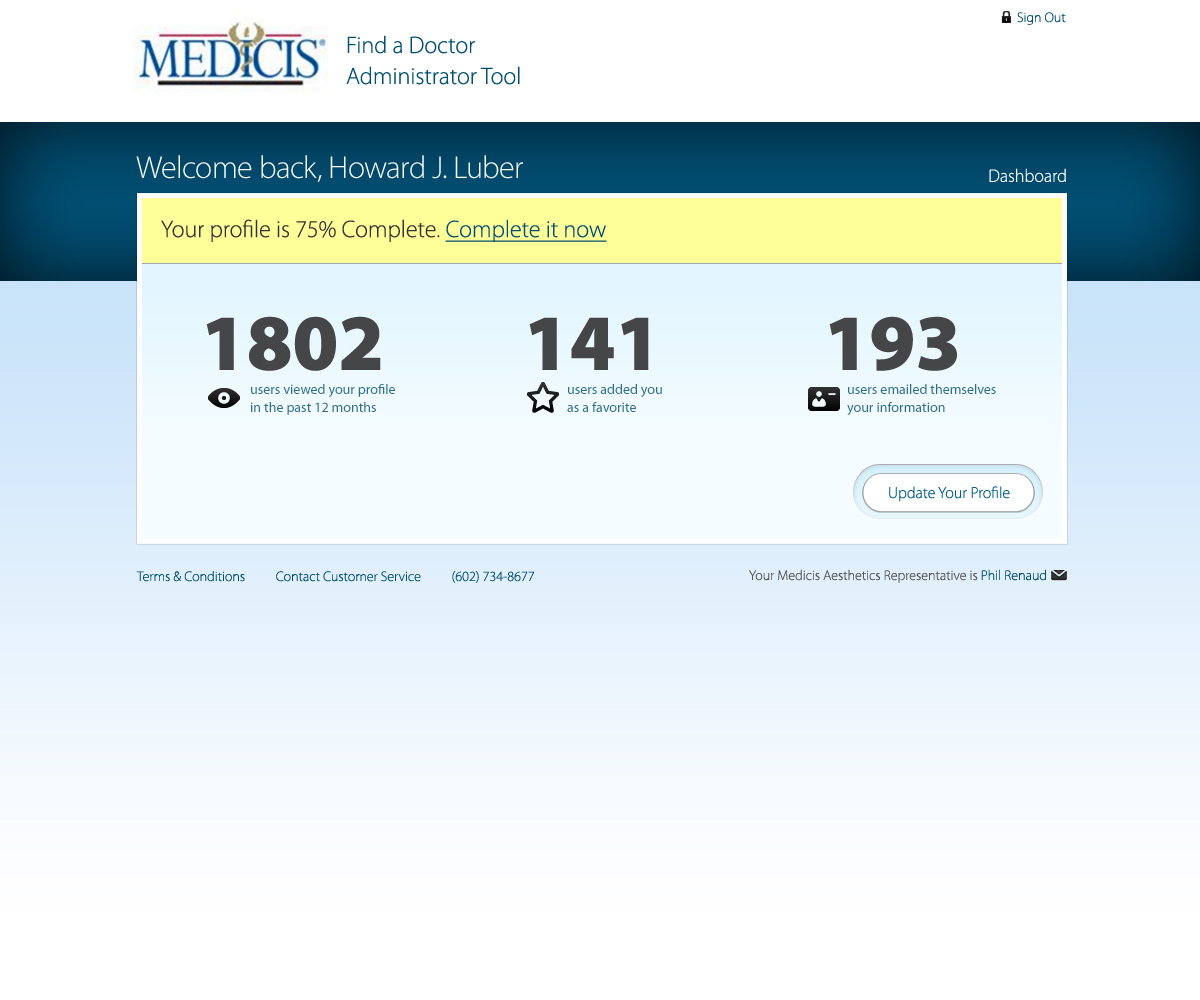 Sign Out
MEDICIS®
Find a Doctor
Administrator Tool
Welcome back, Howard J. Luber
Dashboard
Your profile is 75% Complete. Complete it now
1802
users viewed your profile
in the past 12 months
141
users added you
as a favorite
193
users emailed themselves
your information
Update Your Profile
Terms & Conditions
Contact Customer Service
(602) 734-8677
Your Medicis Aesthetics Representative is Phil Renaud